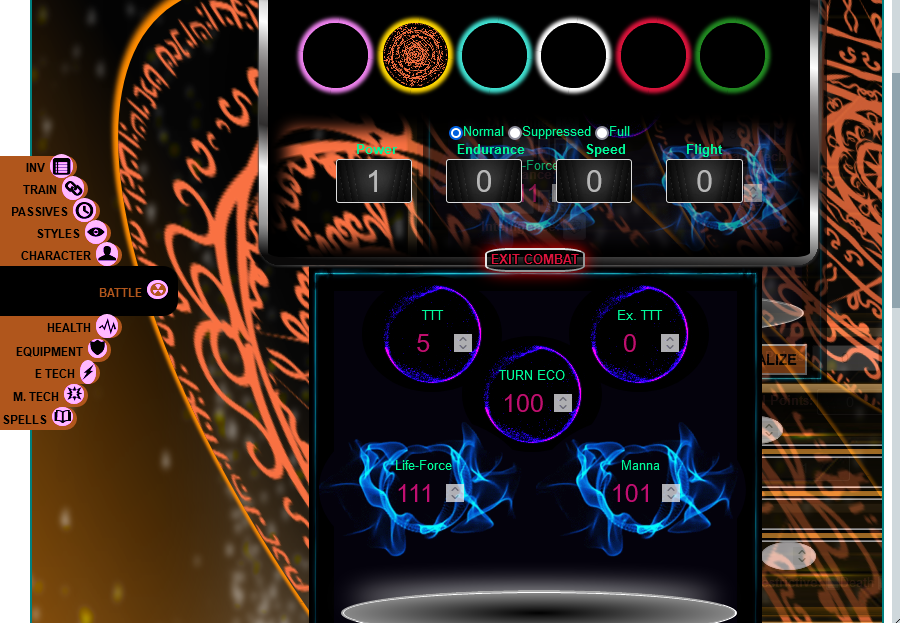 Normal Suppressed Full
Power Endurance Speed Flight
1 0 0 0
-Force
1
INV
TRAIN
PASSIVES
STYLES
CHARACTER
BATTLE
HEALTH
EQUIPMENT
E TECH
M. TECH
SPELLS
EXIT COMBAT
TTT
5
Ex. TTT
0
TURN ECO
100
ALIZE
Life-Force
111
Manna
101